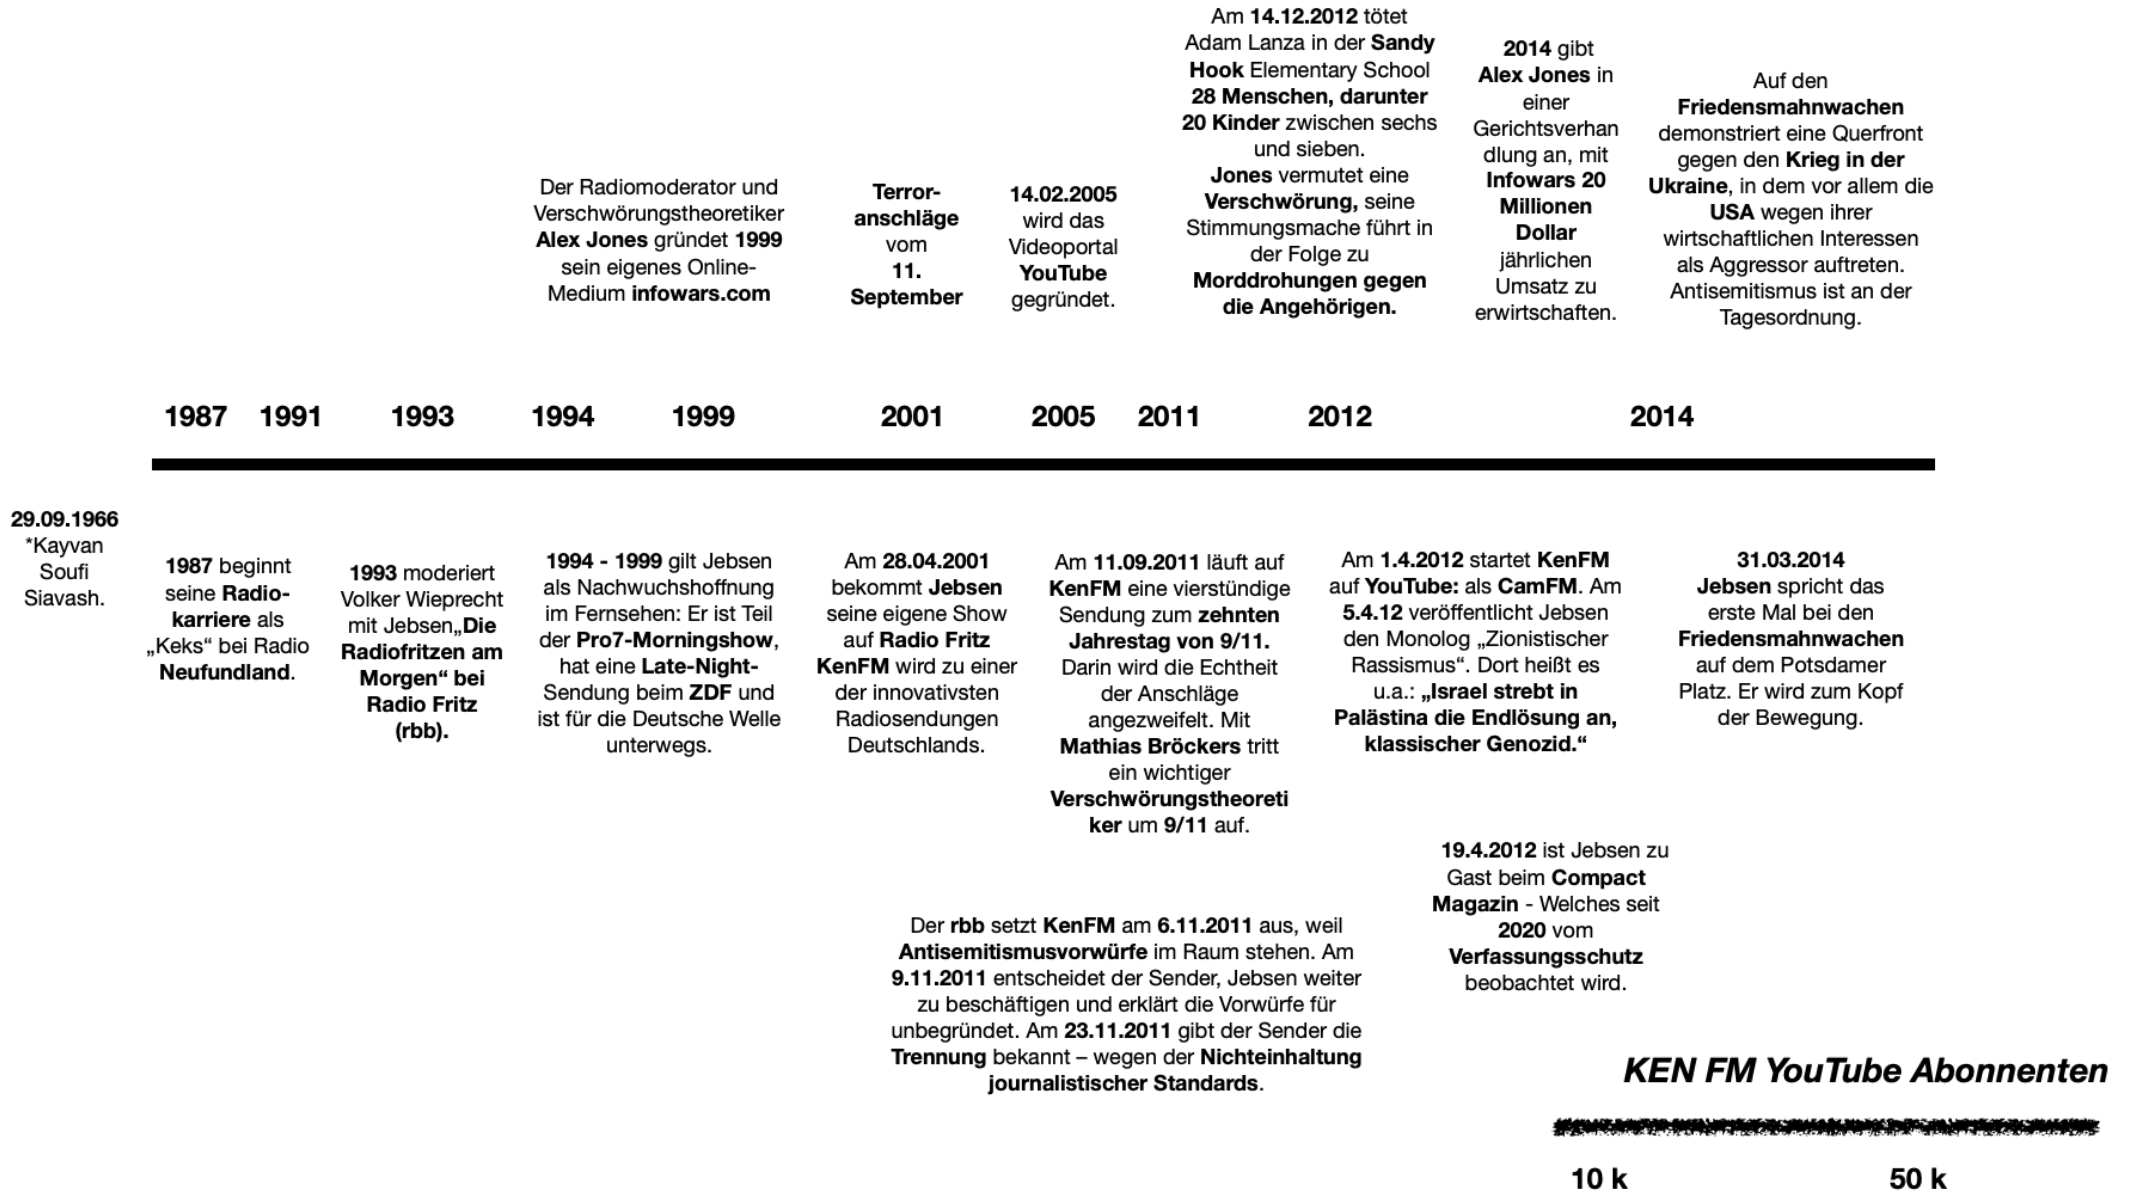 Am 14.12.2012 tötet
Adam Lanza in der Sandy
Hook Elementary School
28 Menschen, darunter
20 Kinder zwischen sechs
und sieben.
Jones vermutet eine
Verschwörung, seine
Stimmungsmache führt in
der Folge zu
Morddrohungen gegen
die Angehörigen.
2014 gibt
Alex Jones in
einer
Gerichtsverhan
dlung an, mit
Infowars 20
Millionen
Dollar
jährlichen
Umsatz zu
erwirtschaften.
Auf den
Friedensmahnwachen
demonstriert eine Querfront
gegen den Krieg in der
Ukraine, in dem vor allem die
USA wegen ihrer
wirtschaftlichen Interessen
als Aggressor auftreten.
Antisemitismus ist an der
Tagesordnung.
Der Radiomoderator und
Verschwörungstheoretiker
Alex Jones gründet 1999
sein eigenes Online-
Medium infowars.com
Terror-
anschläge
vom
11.
September
14.02.2005
wird das
Videoportal
YouTube
gegründet.
1987 1991 1993 1994 1999 2001 2005 2011 2012 2014
29.09.1966
*Kayvan
Soufi
Siavash.
1987 beginnt
seine Radio-
karriere als
„Keks“ bei Radio
Neufundland.
1993 moderiert
Volker Wieprecht
mit Jebsen„Die
Radiofritzen am
Morgen“ bei
Radio Fritz
(rbb).
1994 - 1999 gilt Jebsen
als Nachwuchshoffnung
im Fernsehen: Er ist Teil
der Pro7-Morningshow,
hat eine Late-Night-
Sendung beim ZDF und
ist für die Deutsche Welle
unterwegs.
Am 28.04.2001
bekommt Jebsen
seine eigene Show
auf Radio Fritz
KenFM wird zu einer
der innovativsten
Radiosendungen
Deutschlands.
Am 11.09.2011 läuft auf
KenFM eine vierstündige
Sendung zum zehnten
Jahrestag von 9/11.
Darin wird die Echtheit
der Anschläge
angezweifelt. Mit
Mathias Bröckers tritt
ein wichtiger
Verschwörungstheoreti
ker um 9/11 auf.
Am 1.4.2012 startet KenFM
auf YouTube: als CamFM. Am
5.4.12 veröffentlicht Jebsen
den Monolog „Zionistischer
Rassismus“. Dort heißt es
u.a.: „Israel strebt in
Palästina die Endlösung an,
klassischer Genozid.“
31.03.2014
Jebsen spricht das
erste Mal bei den
Friedensmahnwachen
auf dem Potsdamer
Platz. Er wird zum Kopf
der Bewegung.
19.4.2012 ist Jebsen zu
Gast beim Compact
Magazin - Welches seit
2020 vom
Verfassungsschutz
beobachtet wird.
Der rbb setzt KenFM am 6.11.2011 aus, weil
Antisemitismusvorwürfe im Raum stehen. Am
9.11.2011 entscheidet der Sender, Jebsen weiter
zu beschäftigen und erklärt die Vorwürfe für
unbegründet. Am 23.11.2011 gibt der Sender die
Trennung bekannt – wegen der Nichteinhaltung
journalistischer Standards.
KEN FM YouTube Abonnenten
10 k 50 k